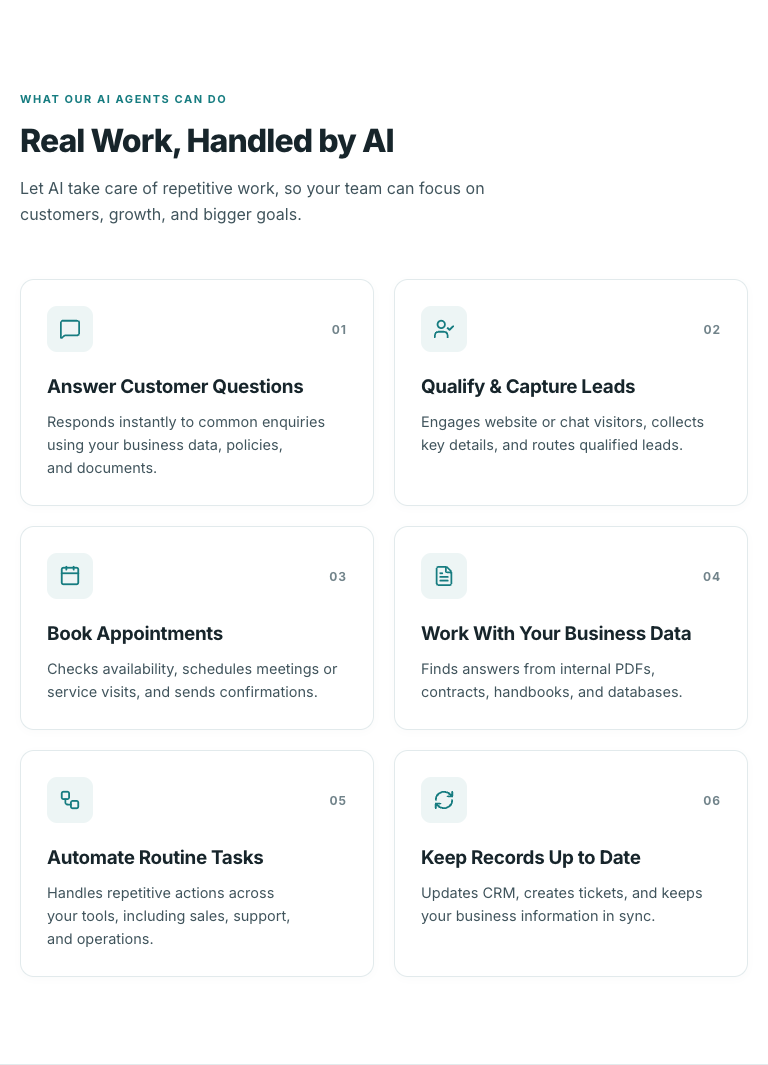 WHAT OUR AI AGENTS CAN DO
Real Work, Handled by AI
Let AI take care of repetitive work, so your team can focus on
customers, growth, and bigger goals.
01
Answer Customer Questions
Responds instantly to common enquiries
using your business data, policies,
and documents.
02
Qualify & Capture Leads
Engages website or chat visitors, collects
key details, and routes qualified leads.
03
Book Appointments
Checks availability, schedules meetings or
service visits, and sends confirmations.
04
Work With Your Business Data
Finds answers from internal PDFs,
contracts, handbooks, and databases.
05
Automate Routine Tasks
Handles repetitive actions across
your tools, including sales, support,
and operations.
06
Keep Records Up to Date
Updates CRM, creates tickets, and keeps
your business information in sync.